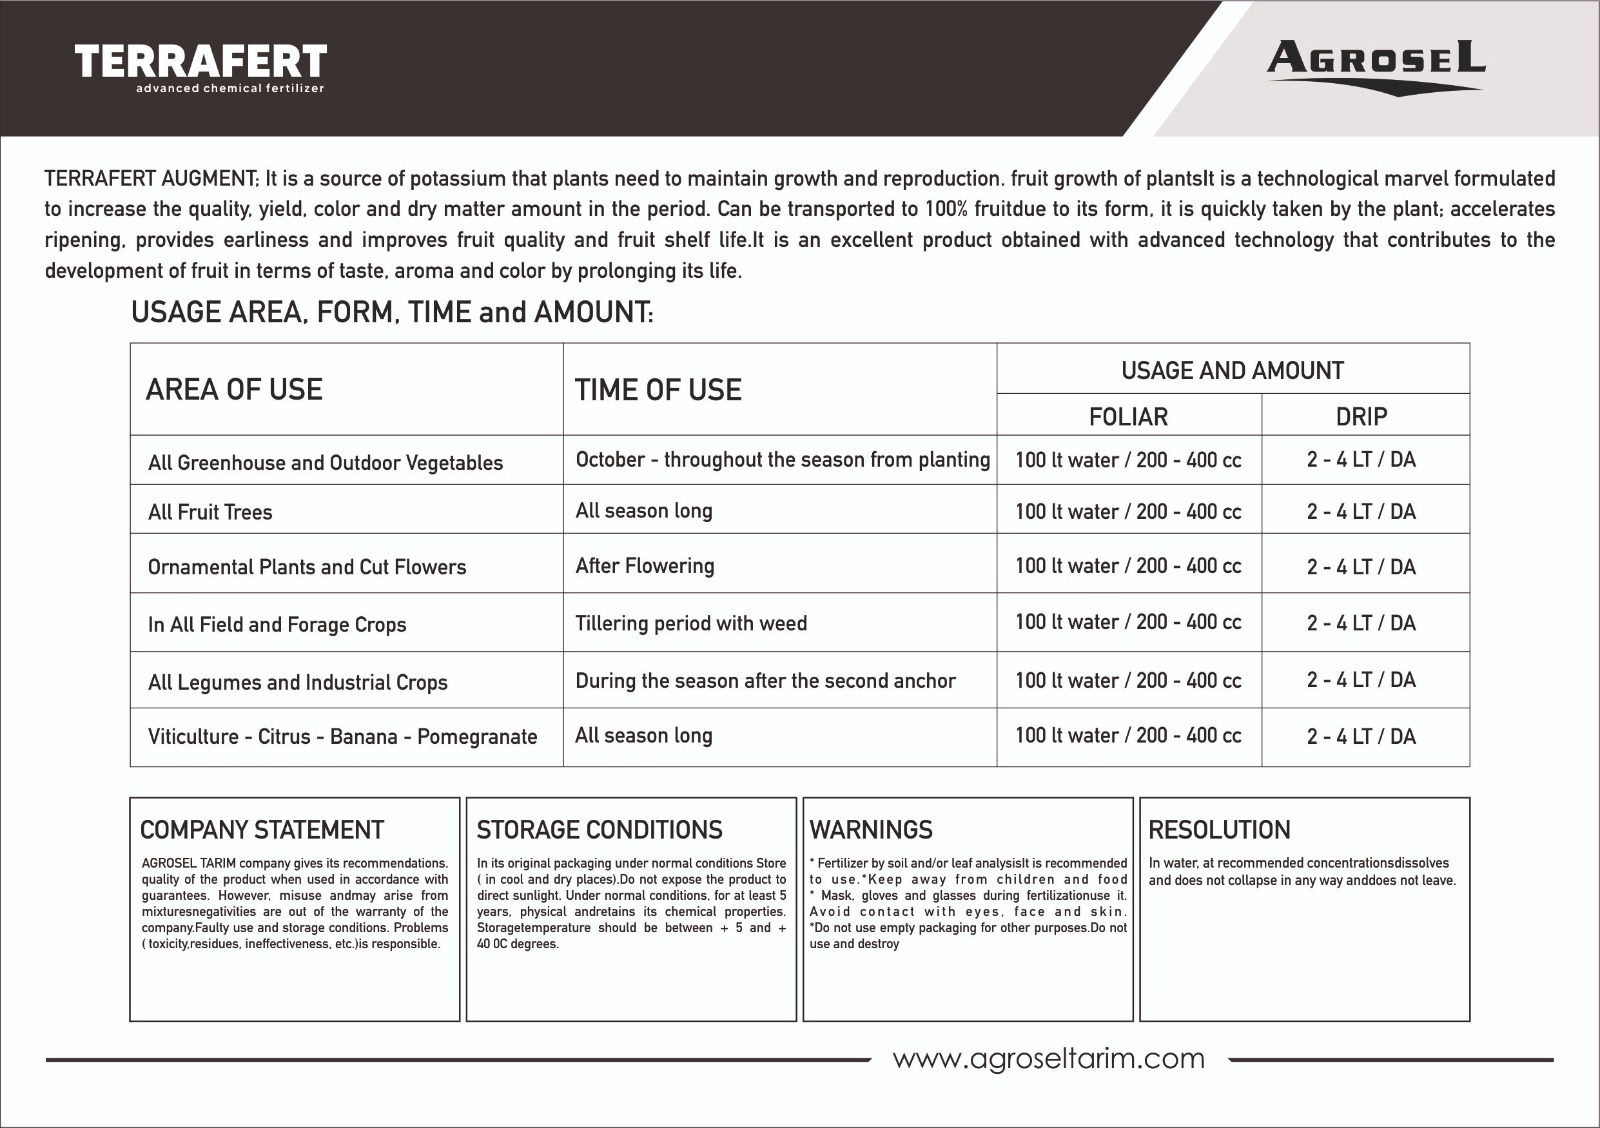 TERRAFERT
advanced chemical fertilizer
AGROSEL
TERRAFERT AUGMENT; It is a source of potassium that plants need to maintain growth and reproduction. fruit growth of plantsIt is a technological marvel formulated
to increase the quality, yield, color and dry matter amount in the period. Can be transported to 100% fruitdue to its form, it is quickly taken by the plant; accelerates
ripening, provides earliness and improves fruit quality and fruit shelf life.It is an excellent product obtained with advanced technology that contributes to the
development of fruit in terms of taste, aroma and color by prolonging its life.
USAGE AREA, FORM, TIME and AMOUNT:
AREA OF USE
TIME OF USE
USAGE AND AMOUNT
FOLIAR
DRIP
All Greenhouse and Outdoor Vegetables
October - throughout the season from planting
100 lt water / 200 - 400 cc
2 - 4 LT / DA
All Fruit Trees
All season long
100 lt water / 200 - 400 cc
2 - 4 LT / DA
Ornamental Plants and Cut Flowers
After Flowering
100 lt water / 200 - 400 cc
2 - 4 LT / DA
In All Field and Forage Crops
Tillering period with weed
100 lt water / 200 - 400 cc
2 - 4 LT / DA
All Legumes and Industrial Crops
During the season after the second anchor
100 lt water / 200 - 400 cc
2 - 4 LT / DA
Viticulture - Citrus - Banana - Pomegranate
All season long
100 lt water / 200 - 400 cc
2 - 4 LT / DA
COMPANY STATEMENT
AGROSEL TARIM company gives its recommendations.
quality of the product when used in accordance with
guarantees. However, misuse andmay arise from
mixturesnegativities are out of the warranty of the
company.Faulty use and storage conditions. Problems
( toxicity,residues, ineffectiveness, etc.)is responsible.
STORAGE CONDITIONS
In its original packaging under normal conditions Store
( in cool and dry places).Do not expose the product to
direct sunlight. Under normal conditions, for at least 5
years, physical andretains its chemical properties.
Storagetemperature should be between + 5 and +
40 0C degrees.
WARNINGS
* Fertilizer by soil and/or leaf analysisIt is recommended
to use.*Keep away from children and food
* Mask, gloves and glasses during fertilizationuse it.
Avoid contact with eyes, face and skin.
*Do not use empty packaging for other purposes.Do not
use and destroy
RESOLUTION
In water, at recommended concentrationsdissolves
and does not collapse in any way anddoes not leave.
www.agroseltarim.com